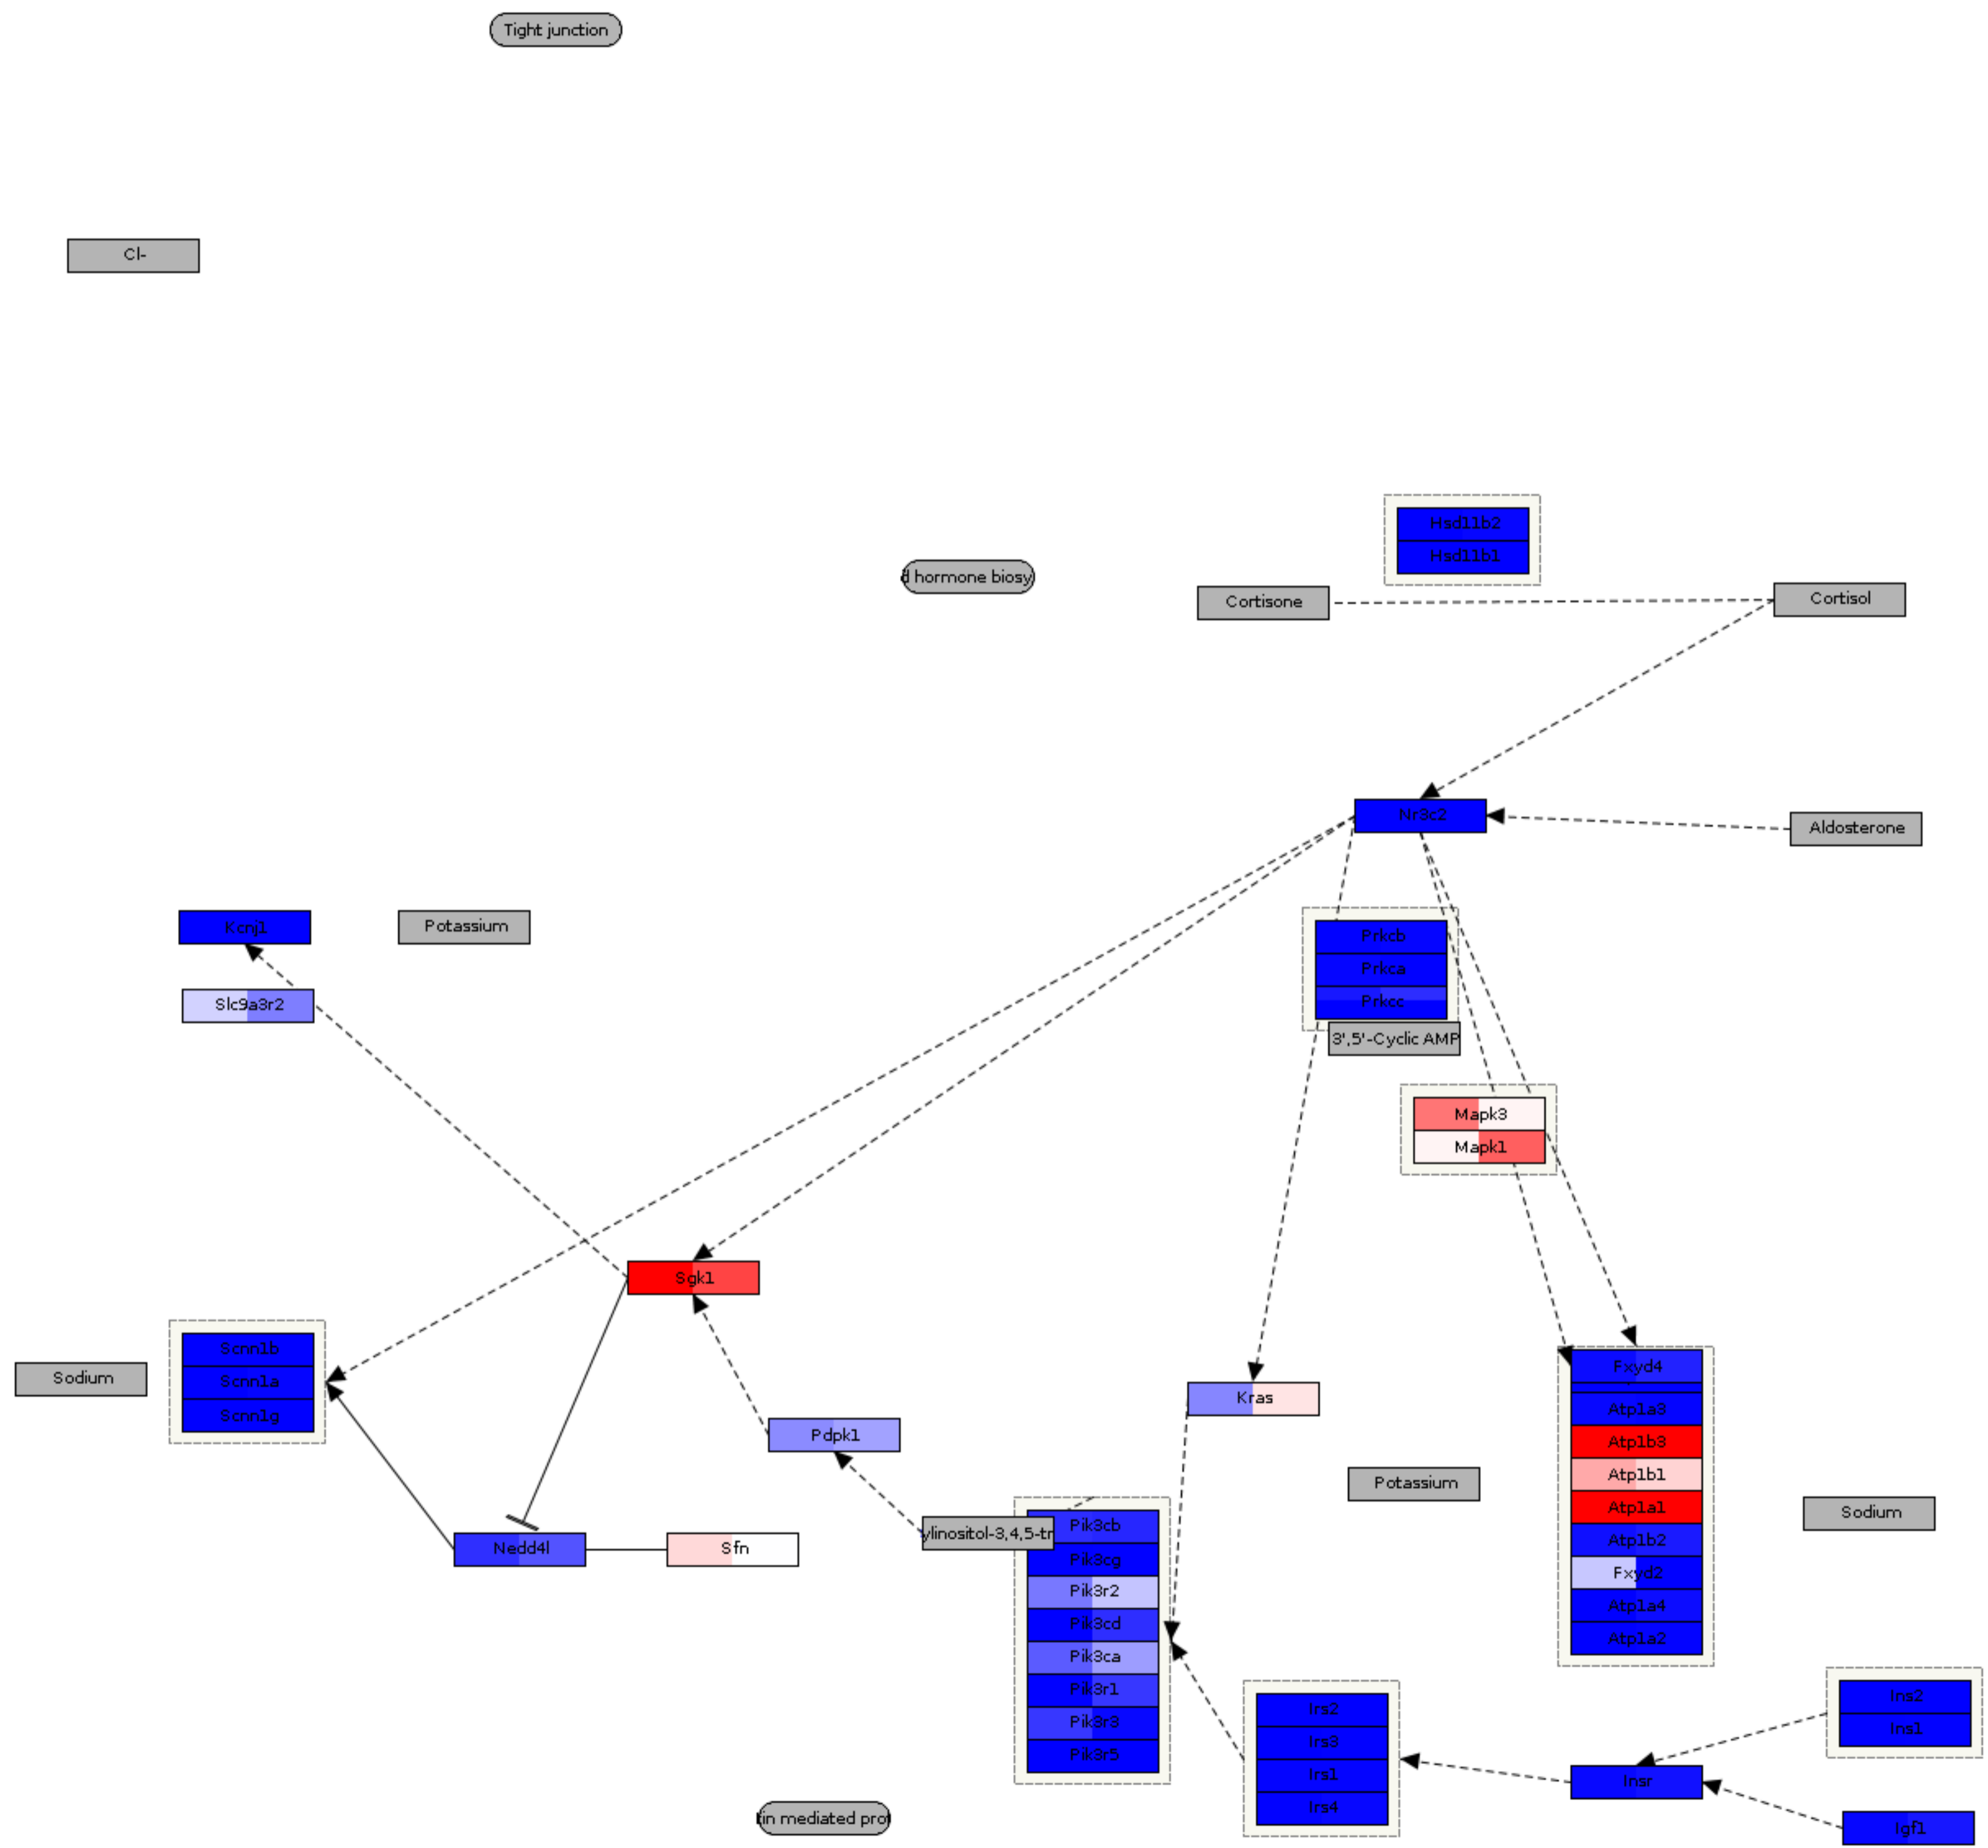 Tight junction
Cl-
Hsd11b2
Hsd11b1
d hormone biosy
Cortisone
Cortisol
Nr3c2
Aldosterone
Kcnj1
Potassium
Prkcb
Prkca
Prkcc
Slc9a3r2
3',5'-Cyclic AMP
Mapk3
Mapk1
Sgk1
Scnn1b
Scnn1a
Scnn1g
Sodium
Fxyd4
Atp1a3
Atp1b3
Atp1b1
Atp1a1
Atp1b2
Fxyd2
Atp1a4
Atp1a2
Kras
Pdpk1
Potassium
Sodium
Nedd4l
Sfn
ylinositol-3,4,5-tr
Pik3cb
Pik3cg
Pik3r2
Pik3cd
Pik3ca
Pik3r1
Pik3r3
Pik3r5
Irs2
Irs3
Irs1
Irs4
Ins2
Ins1
Insr
Igf1
tin mediated prot